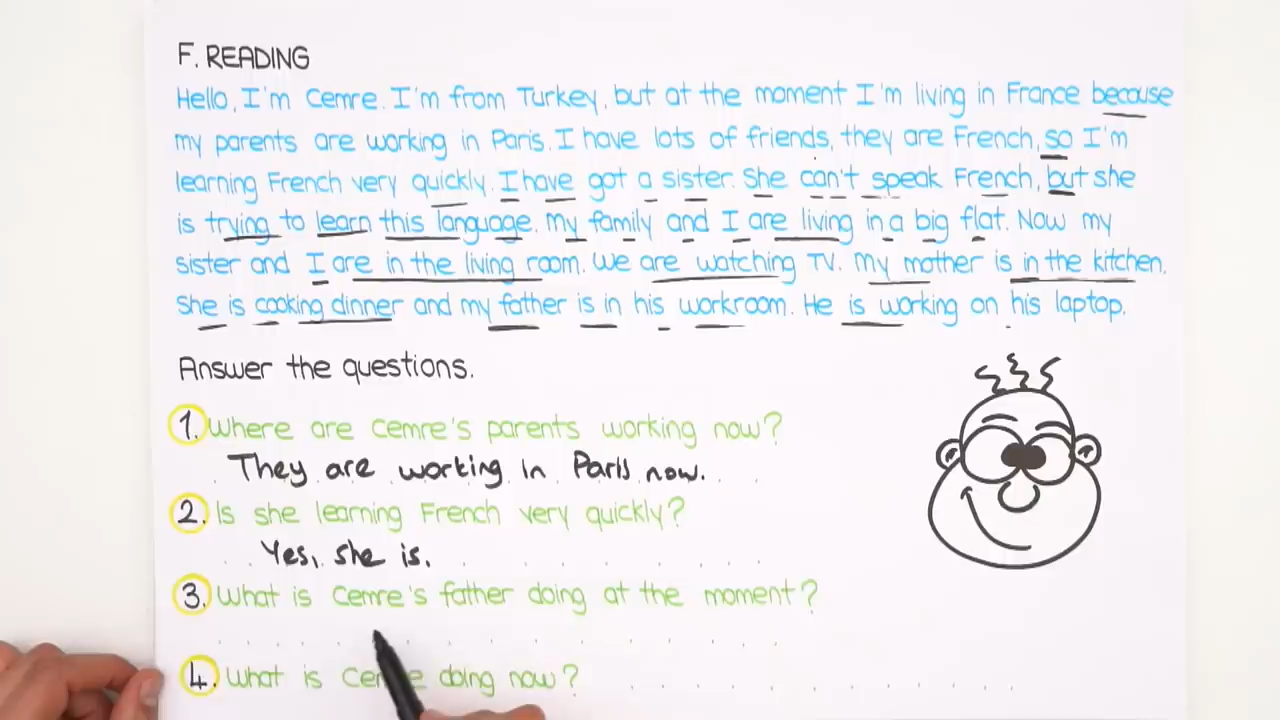 F. READING
Hello, I'm Cemre. I'm from Turkey, but at the moment I'm living in France because
my parents are working in Paris. I have lots of friends, they are French, so I'm
learning French very quickly. I have got a sister. She can't speak French, but she
is trying to learn this language. My family and I are living in a big flat. Now my
sister and I are in the living room. We are watching TV. My mother is in the kitchen.
She is cooking dinner and my father is in his workroom. He is working on his laptop.
Answer the questions.
1. Where are Cemre's parents working now?
They are working in Paris now.
2. Is she learning French very quickly?
Yes, she is.
3. What is Cemre's father doing at the moment?
4. What is Cemre doing now?